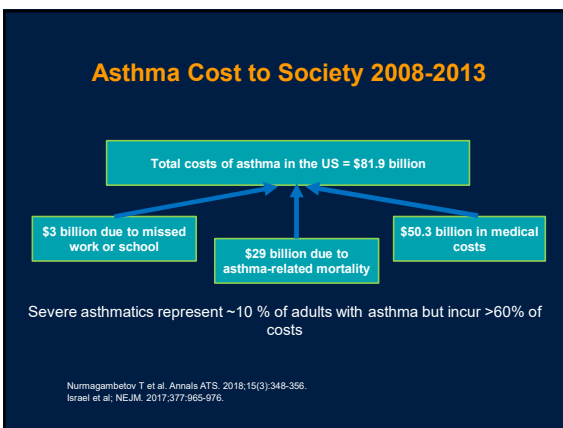 Asthma Cost to Society 2008-2013
Total costs of asthma in the US = $81.9 billion
$3 billion due to missed
work or school
$29 billion due to
asthma-related mortality
$50.3 billion in medical
costs
Severe asthmatics represent ~10 % of adults with asthma but incur >60% of
costs
Nurmagambetov T et al. Annals ATS. 2018;15(3):348-356.
Israel et al; NEJM. 2017;377:965-976.